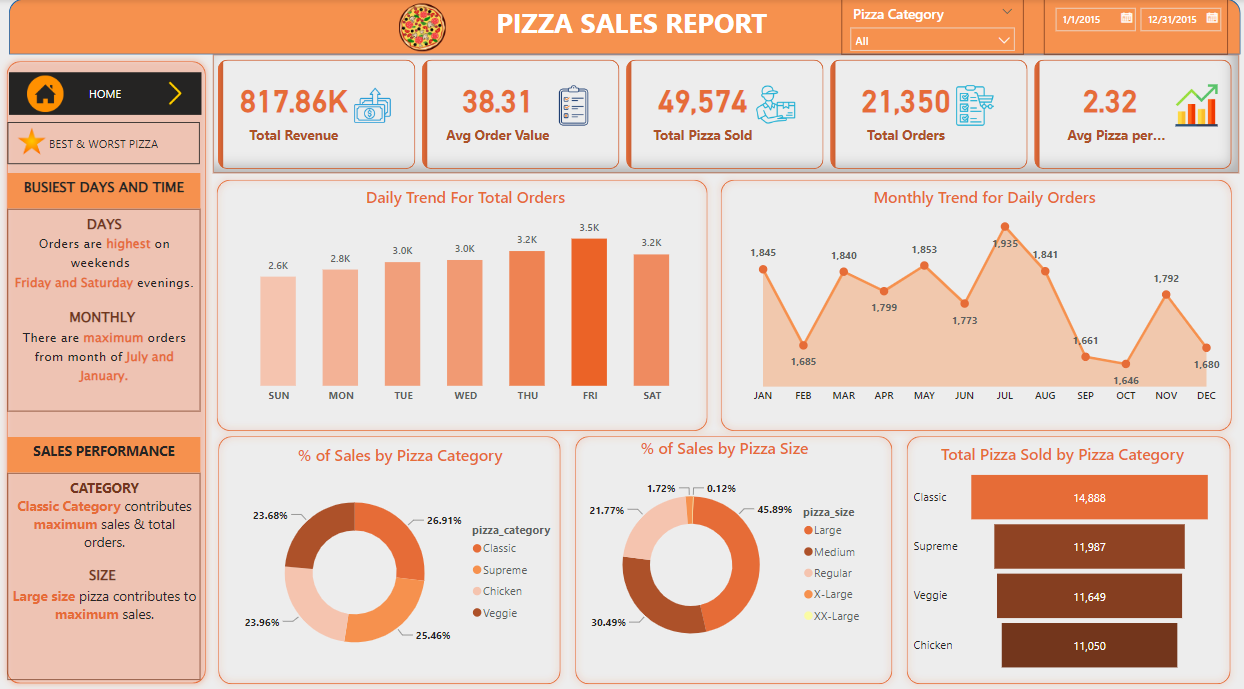 PIZZA SALES REPORT
Pizza Category
All
1/1/2015
12/31/2015
HOME
BEST & WORST PIZZA
817.86K
Total Revenue
38.31
Avg Order Value
49,574
Total Pizza Sold
21,350
Total Orders
2.32
Avg Pizza per...
BUSIEST DAYS AND TIME
DAYS
Orders are highest on
weekends
Friday and Saturday evenings.
MONTHLY
There are maximum orders
from month of July and
January.
SALES PERFORMANCE
CATEGORY
Classic Category contributes
maximum sales & total
orders.
SIZE
Large size pizza contributes to
maximum sales.
Daily Trend For Total Orders
2.6K
2.8K
3.0K
3.0K
3.2K
3.5K
3.2K
SUN MON TUE WED THU FRI SAT
Monthly Trend for Daily Orders
1,845
1,685
1,840
1,799
1,853
1,773
1,935
1,841
1,661
1,646
1,792
1,680
JAN FEB MAR APR MAY JUN JUL AUG SEP OCT NOV DEC
% of Sales by Pizza Category
23.68%
26.91%
23.96%
25.46%
pizza_category
Classic
Supreme
Chicken
Veggie
% of Sales by Pizza Size
1.72%
0.12%
21.77%
45.89%
30.49%
pizza_size
Large
Medium
Regular
X-Large
XX-Large
Total Pizza Sold by Pizza Category
Classic 14,888
Supreme 11,987
Veggie 11,649
Chicken 11,050